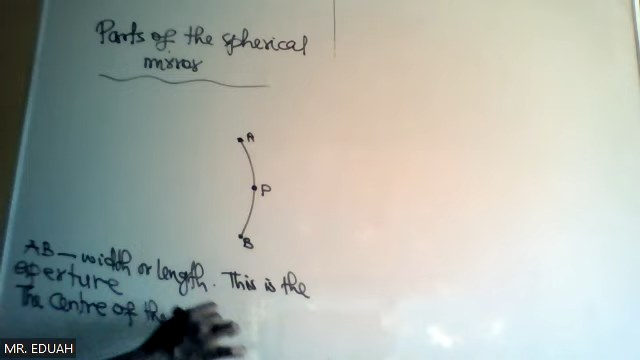 Parts of the spherical
mirror
A
P
B
AB — width or length. This is the
aperture
The centre of the
MR. EDUAH